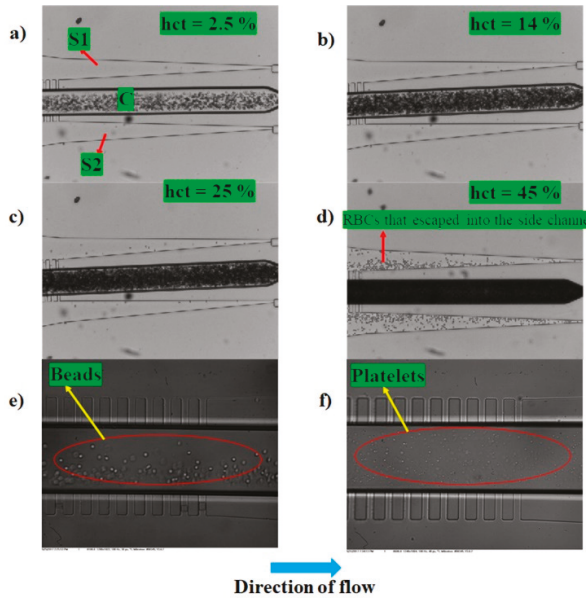 a)
hct = 2.5 %
S1
C
S2
b)
hct = 14 %
c)
hct = 25 %
d)
hct = 45 %
RBCs that escaped into the side chann
e)
Beads
f)
Platelets
Direction of flow